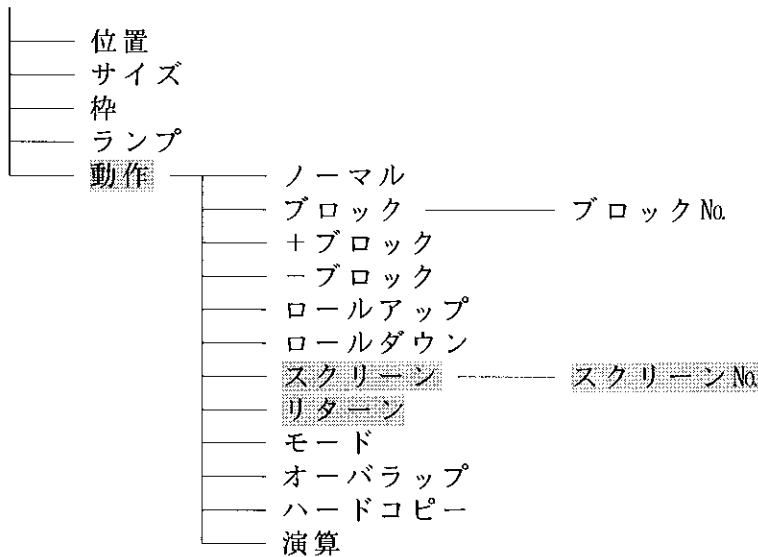 位置
サイズ
枠
ランプ
動作 ノーマル
ブロック ブロック№
+ブロック
-ブロック
ロールアップ
ロールダウン
スクリーン スクリーン№
リターン
モード
オーバラップ
ハードコピー
演算